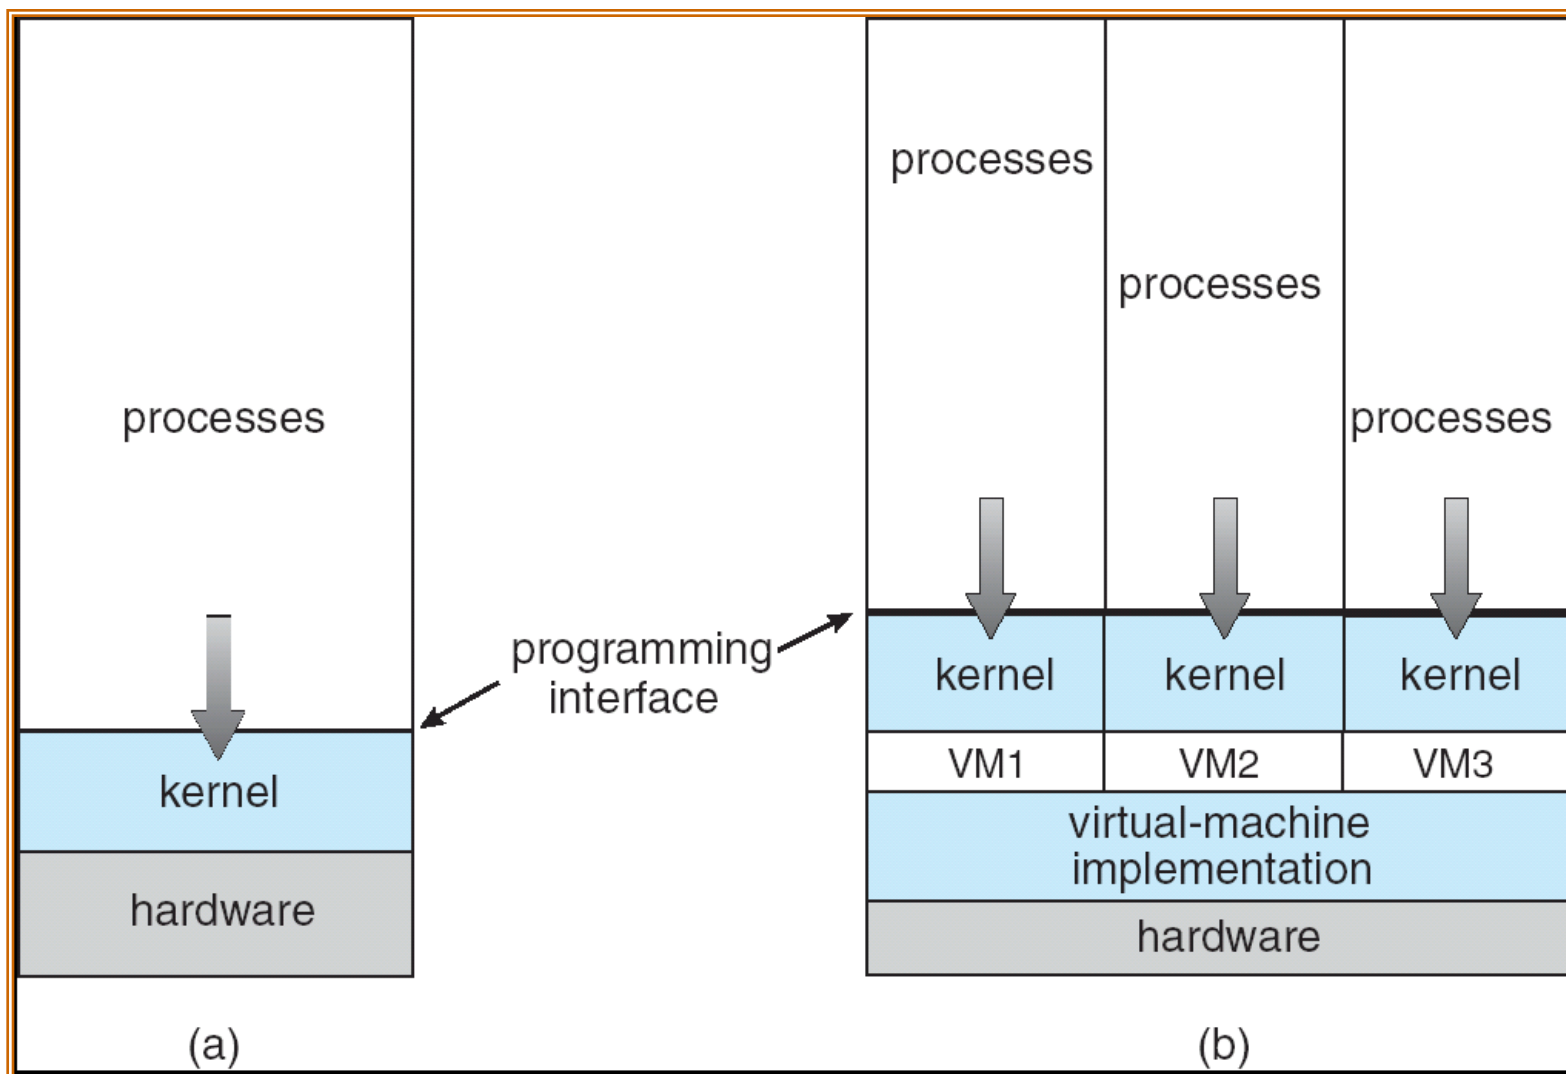 processes
kernel
hardware
(a)
programming
interface
processes
processes
processes
kernel
kernel
kernel
VM1
VM2
VM3
virtual-machine
implementation
hardware
(b)